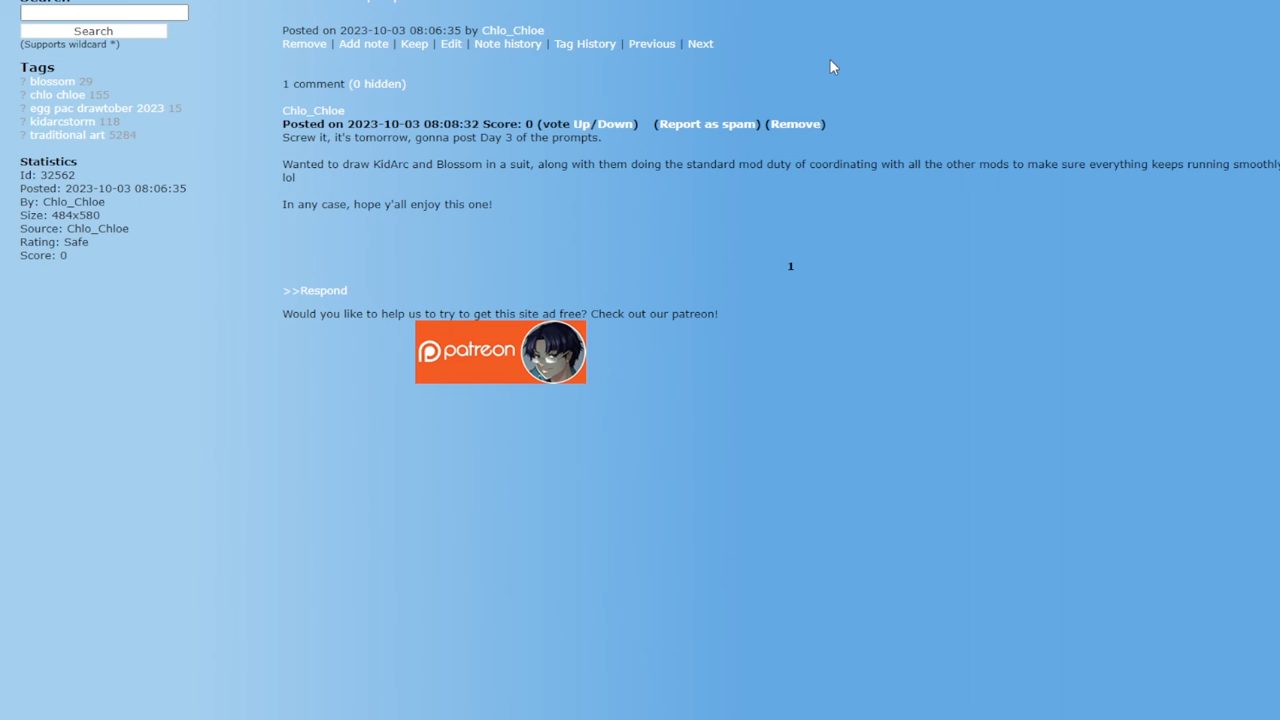 Search
(Supports wildcard *)
Tags
? blossom 29
? chlo chloe 155
? egg pac drawtober 2023 15
? kidarcstorm 118
? traditional art 5284
Statistics
Id: 32562
Posted: 2023-10-03 08:06:35
By: Chlo_Chloe
Size: 484x580
Source: Chlo_Chloe
Rating: Safe
Score: 0
Posted on 2023-10-03 08:06:35 by Chlo_Chloe
Remove | Add note | Keep | Edit | Note history | Tag History | Previous | Next
1 comment (0 hidden)
Chlo_Chloe
Posted on 2023-10-03 08:08:32 Score: 0 (vote Up/Down) (Report as spam) (Remove)
Screw it, it's tomorrow, gonna post Day 3 of the prompts.
Wanted to draw KidArc and Blossom in a suit, along with them doing the standard mod duty of coordinating with all the other mods to make sure everything keeps running smoothly
lol
In any case, hope y'all enjoy this one!
1
>>Respond
Would you like to help us to try to get this site ad free? Check out our patreon!
patreon